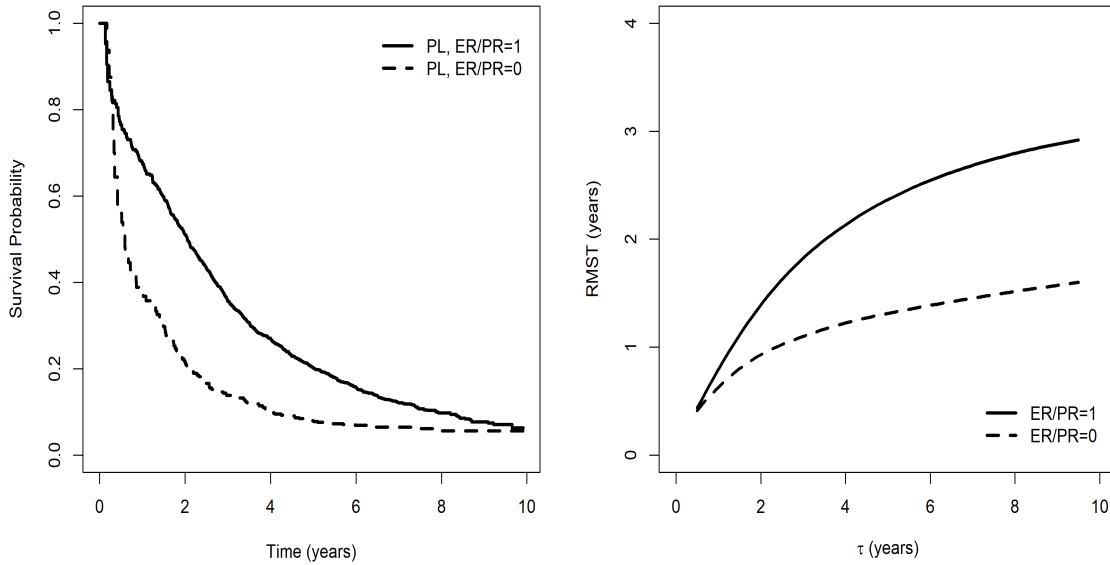 1.0
0.8
0.6
0.4
0.2
0.0
Survival Probability
PL, ER/PR=1
PL, ER/PR=0
0 2 4 6 8 10
Time (years)
4
3
2
1
0
RMST (years)
ER/PR=1
ER/PR=0
0 2 4 6 8 10
τ (years)